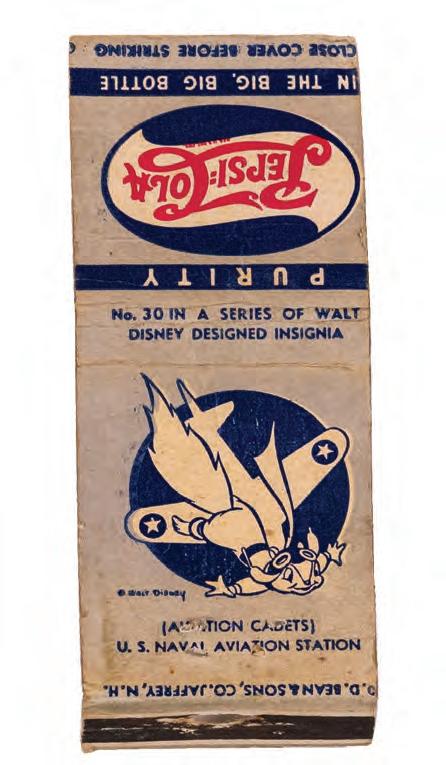 CLOSE COVER BEFORE STRIKING
IN THE BIG, BIG BOTTLE
PEPSI=COLA
PURITY
No. 30 IN A SERIES OF WALT
DISNEY DESIGNED INSIGNIA
© WALT DISNEY
(AVIATION CADETS)
U. S. NAVAL AVIATION STATION
D. BEAN & SONS, CO. JAFFREY, N.H.